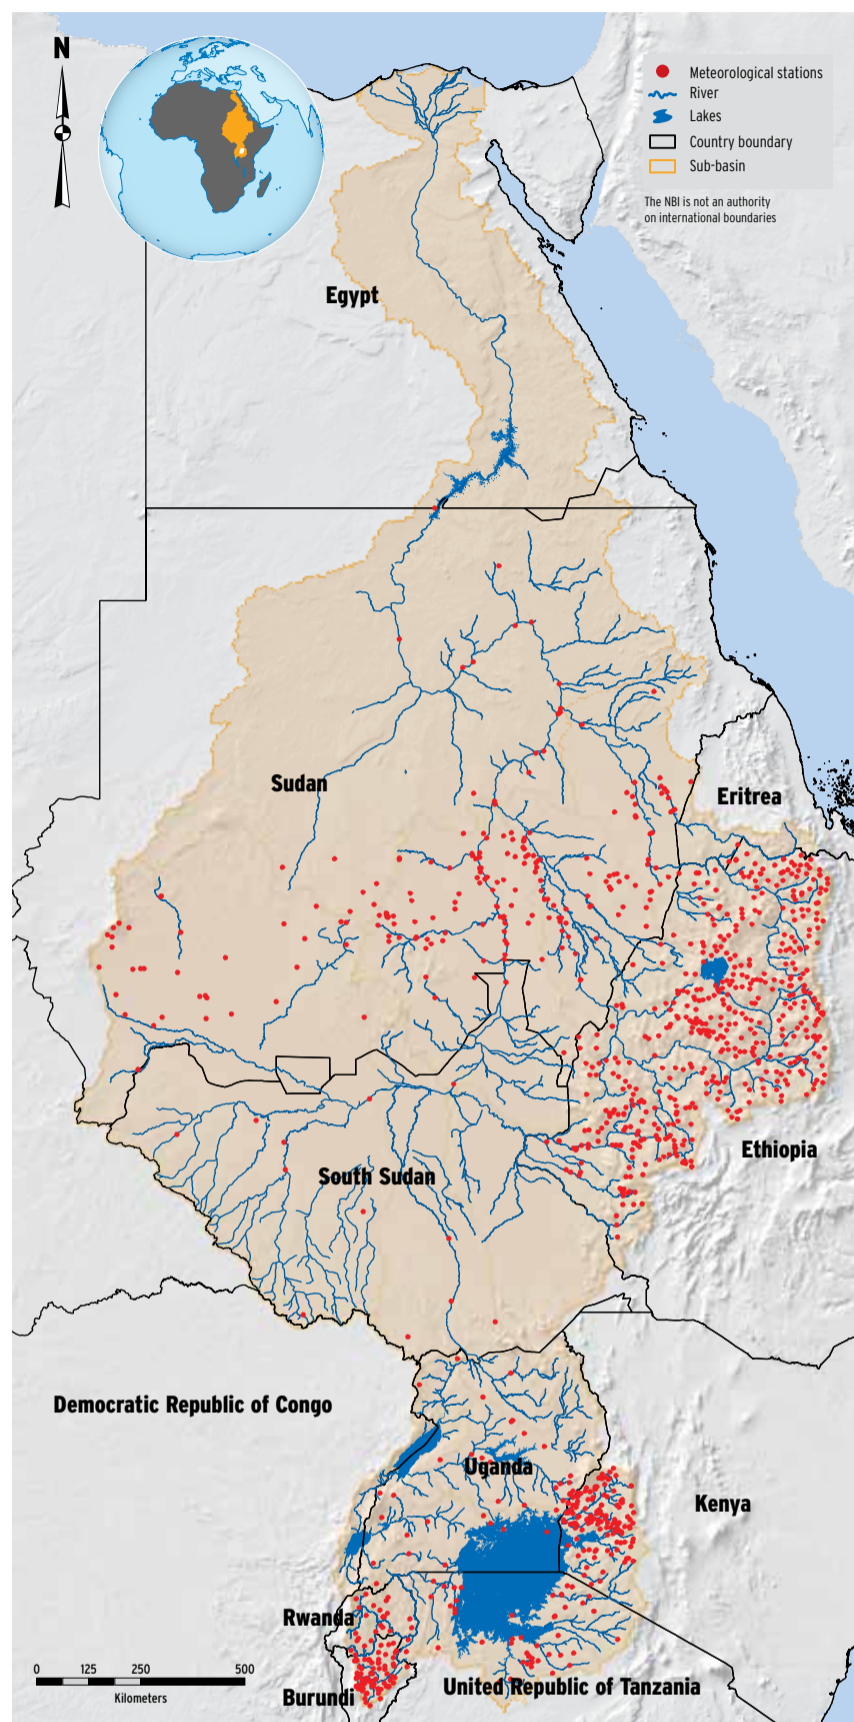 N
Meteorological stations
River
Lakes
Country boundary
Sub-basin
The NBI is not an authority
on international boundaries
Egypt
Sudan
Eritrea
Ethiopia
South Sudan
Democratic Republic of Congo
Uganda
Kenya
Rwanda
0 125 250 500
Kilometers
Burundi
United Republic of Tanzania